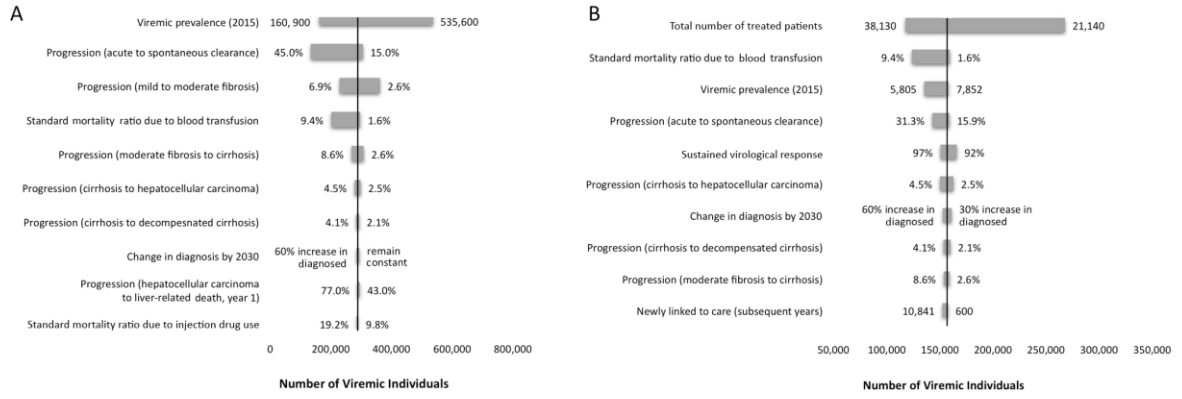 A
Viremic prevalence (2015) 160, 900 535,600
Progression (acute to spontaneous clearance) 45.0% 15.0%
Progression (mild to moderate fibrosis) 6.9% 2.6%
Standard mortality ratio due to blood transfusion 9.4% 1.6%
Progression (moderate fibrosis to cirrhosis) 8.6% 2.6%
Progression (cirrhosis to hepatocellular carcinoma) 4.5% 2.5%
Progression (cirrhosis to decompesnated cirrhosis) 4.1% 2.1%
Change in diagnosis by 2030 60% increase in diagnosed remain constant
Progression (hepatocellular carcinoma
to liver-related death, year 1) 77.0% 43.0%
Standard mortality ratio due to injection drug use 19.2% 9.8%
0 200,000 400,000 600,000 800,000
Number of Viremic Individuals
B
Total number of treated patients 38,130 21,140
Standard mortality ratio due to blood transfusion 9.4% 1.6%
Viremic prevalence (2015) 5,805 7,852
Progression (acute to spontaneous clearance) 31.3% 15.9%
Sustained virological response 97% 92%
Progression (cirrhosis to hepatocellular carcinoma) 4.5% 2.5%
Change in diagnosis by 2030 60% increase in diagnosed 30% increase in diagnosed
Progression (cirrhosis to decompensated cirrhosis) 4.1% 2.1%
Progression (moderate fibrosis to cirrhosis) 8.6% 2.6%
Newly linked to care (subsequent years) 10,841 600
50,000 100,000 150,000 200,000 250,000 300,000 350,000
Number of Viremic Individuals